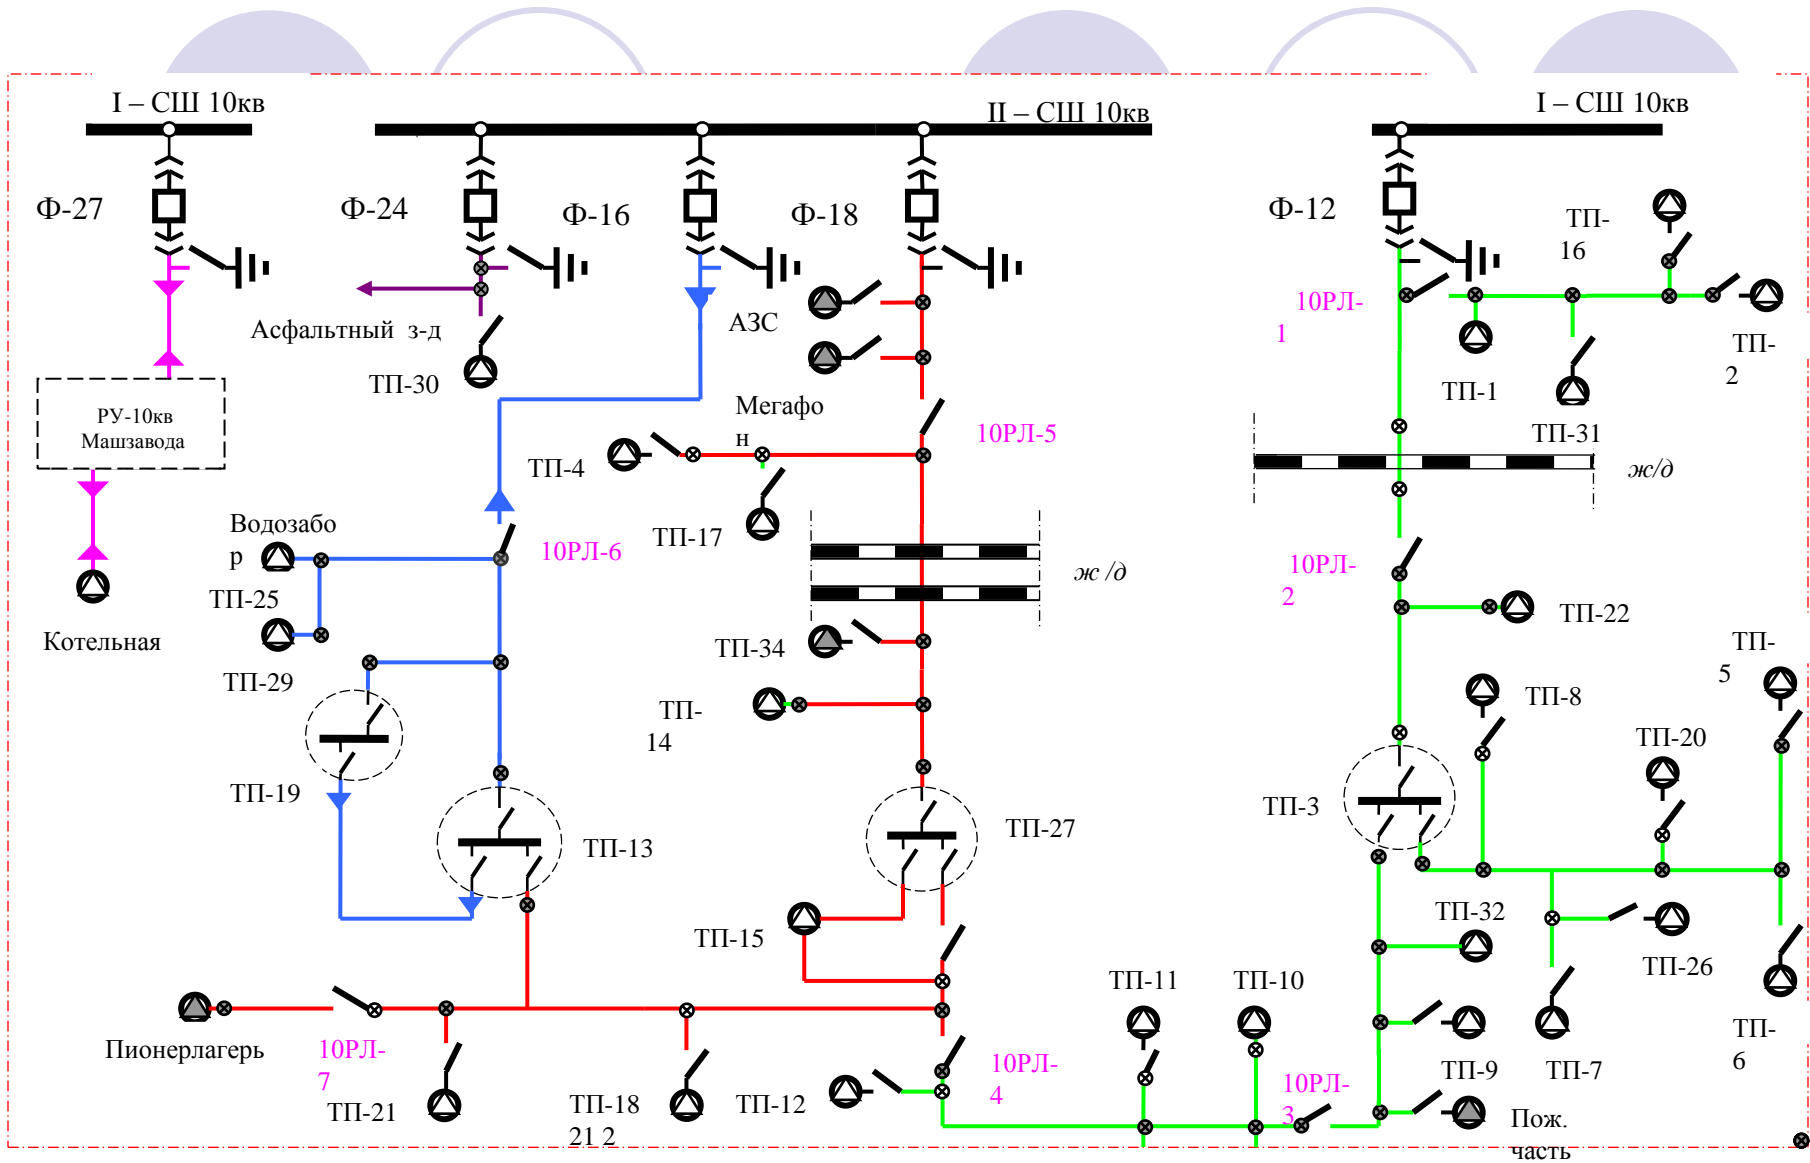 I – СШ 10кв
II – СШ 10кв
I – СШ 10кв
Ф-27
Ф-24
Ф-16
Ф-18
Ф-12
ТП-
16
10РЛ-
1
Асфальтный з-д
АЗС
ТП-30
ТП-1
ТП-
2
РУ-10кв
Машзавода
Мегафо
н
10РЛ-5
ТП-31
ТП-4
ж/д
Водозабо
р
ТП-17
10РЛ-6
10РЛ-
2
ж /д
ТП-25
ТП-22
Котельная
ТП-34
ТП-
5
ТП-29
ТП-
14
ТП-8
ТП-20
ТП-19
ТП-3
ТП-13
ТП-27
ТП-32
ТП-15
ТП-26
ТП-11
ТП-10
Пионерлагерь
10РЛ-
7
10РЛ-
4
10РЛ-
3
ТП-9
ТП-7
ТП-
6
ТП-21
ТП-18
21 2
ТП-12
Пож.
часть